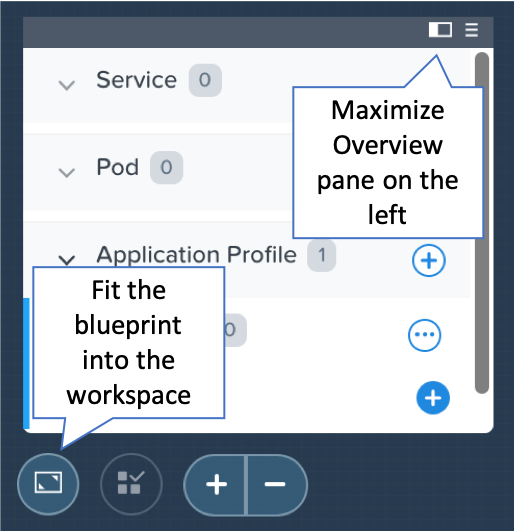 Service 0
Maximize
Overview
pane on the
left
Pod 0
Application Profile 1
Fit the
blueprint
into the
workspace
0